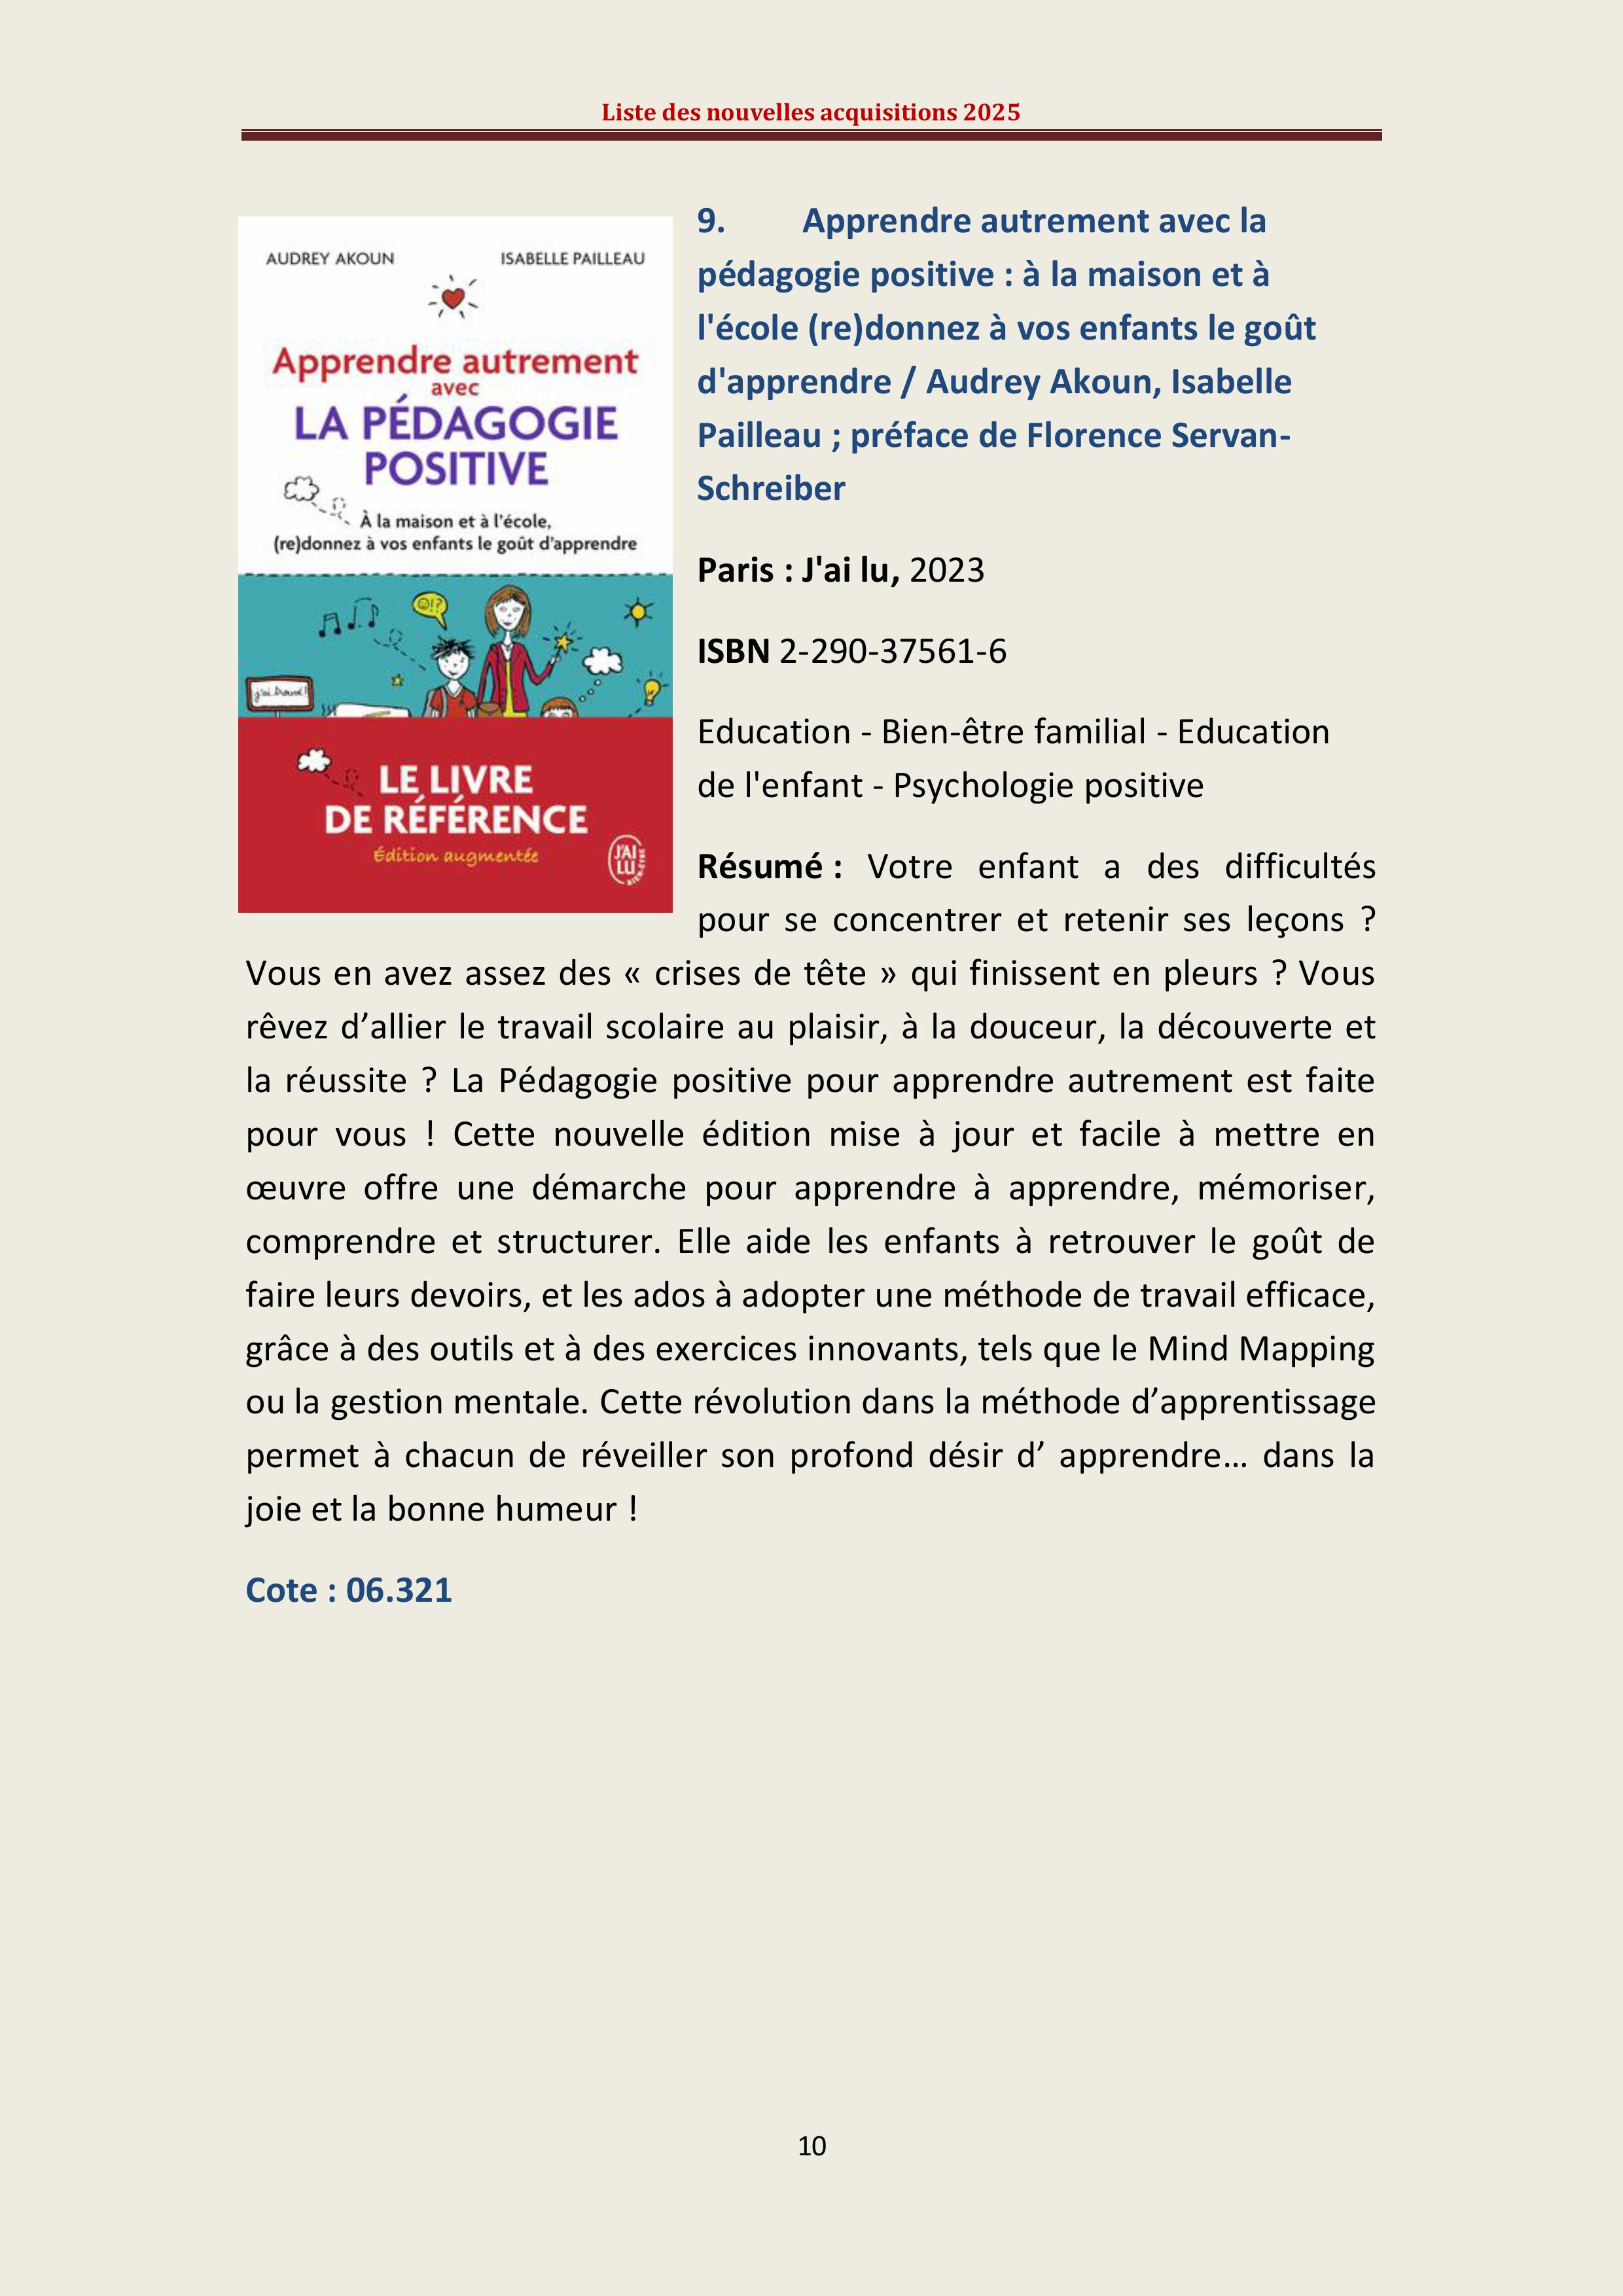 Liste des nouvelles acquisitions 2025
AUDREY AKOUN ISABELLE PAILLEAU
Apprendre autrement
avec
LA PÉDAGOGIE
POSITIVE
À la maison et à l'école,
(re)donnez à vos enfants le goût d'apprendre
@!?
j'ai trouvé!
LE LIVRE
DE RÉFÉRENCE
Édition augmentée
J'AI
LU
BIEN-ÊTRE
9. Apprendre autrement avec la
pédagogie positive : à la maison et à
l'école (re)donnez à vos enfants le goût
d'apprendre / Audrey Akoun, Isabelle
Pailleau ; préface de Florence Servan-
Schreiber
Paris : J'ai lu, 2023
ISBN 2-290-37561-6
Education - Bien-être familial - Education
de l'enfant - Psychologie positive
Résumé : Votre enfant a des difficultés
pour se concentrer et retenir ses leçons ?
Vous en avez assez des « crises de tête » qui finissent en pleurs ? Vous
rêvez d’allier le travail scolaire au plaisir, à la douceur, la découverte et
la réussite ? La Pédagogie positive pour apprendre autrement est faite
pour vous ! Cette nouvelle édition mise à jour et facile à mettre en
œuvre offre une démarche pour apprendre à apprendre, mémoriser,
comprendre et structurer. Elle aide les enfants à retrouver le goût de
faire leurs devoirs, et les ados à adopter une méthode de travail efficace,
grâce à des outils et à des exercices innovants, tels que le Mind Mapping
ou la gestion mentale. Cette révolution dans la méthode d’apprentissage
permet à chacun de réveiller son profond désir d’ apprendre… dans la
joie et la bonne humeur !
Cote : 06.321
10